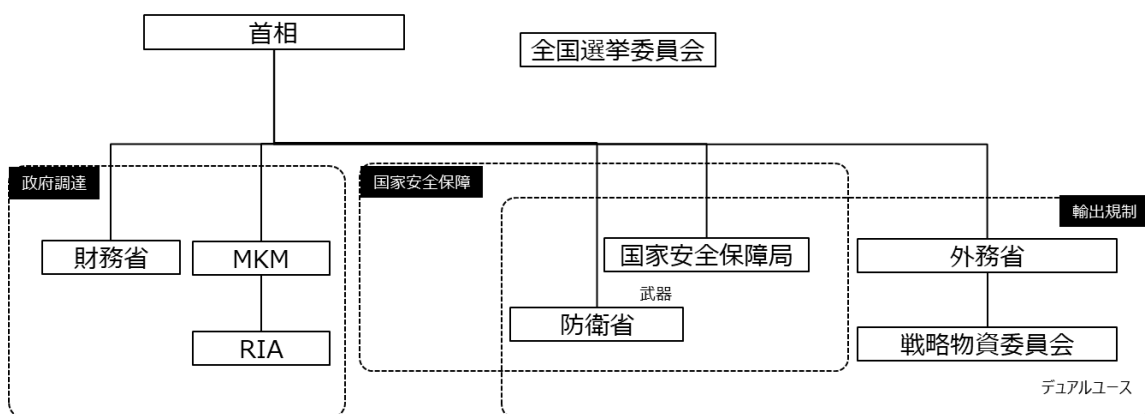 首相
全国選挙委員会
政府調達
国家安全保障
輸出規制
財務省
MKM
国家安全保障局
外務省
武器
防衛省
RIA
戦略物資委員会
デュアルユース